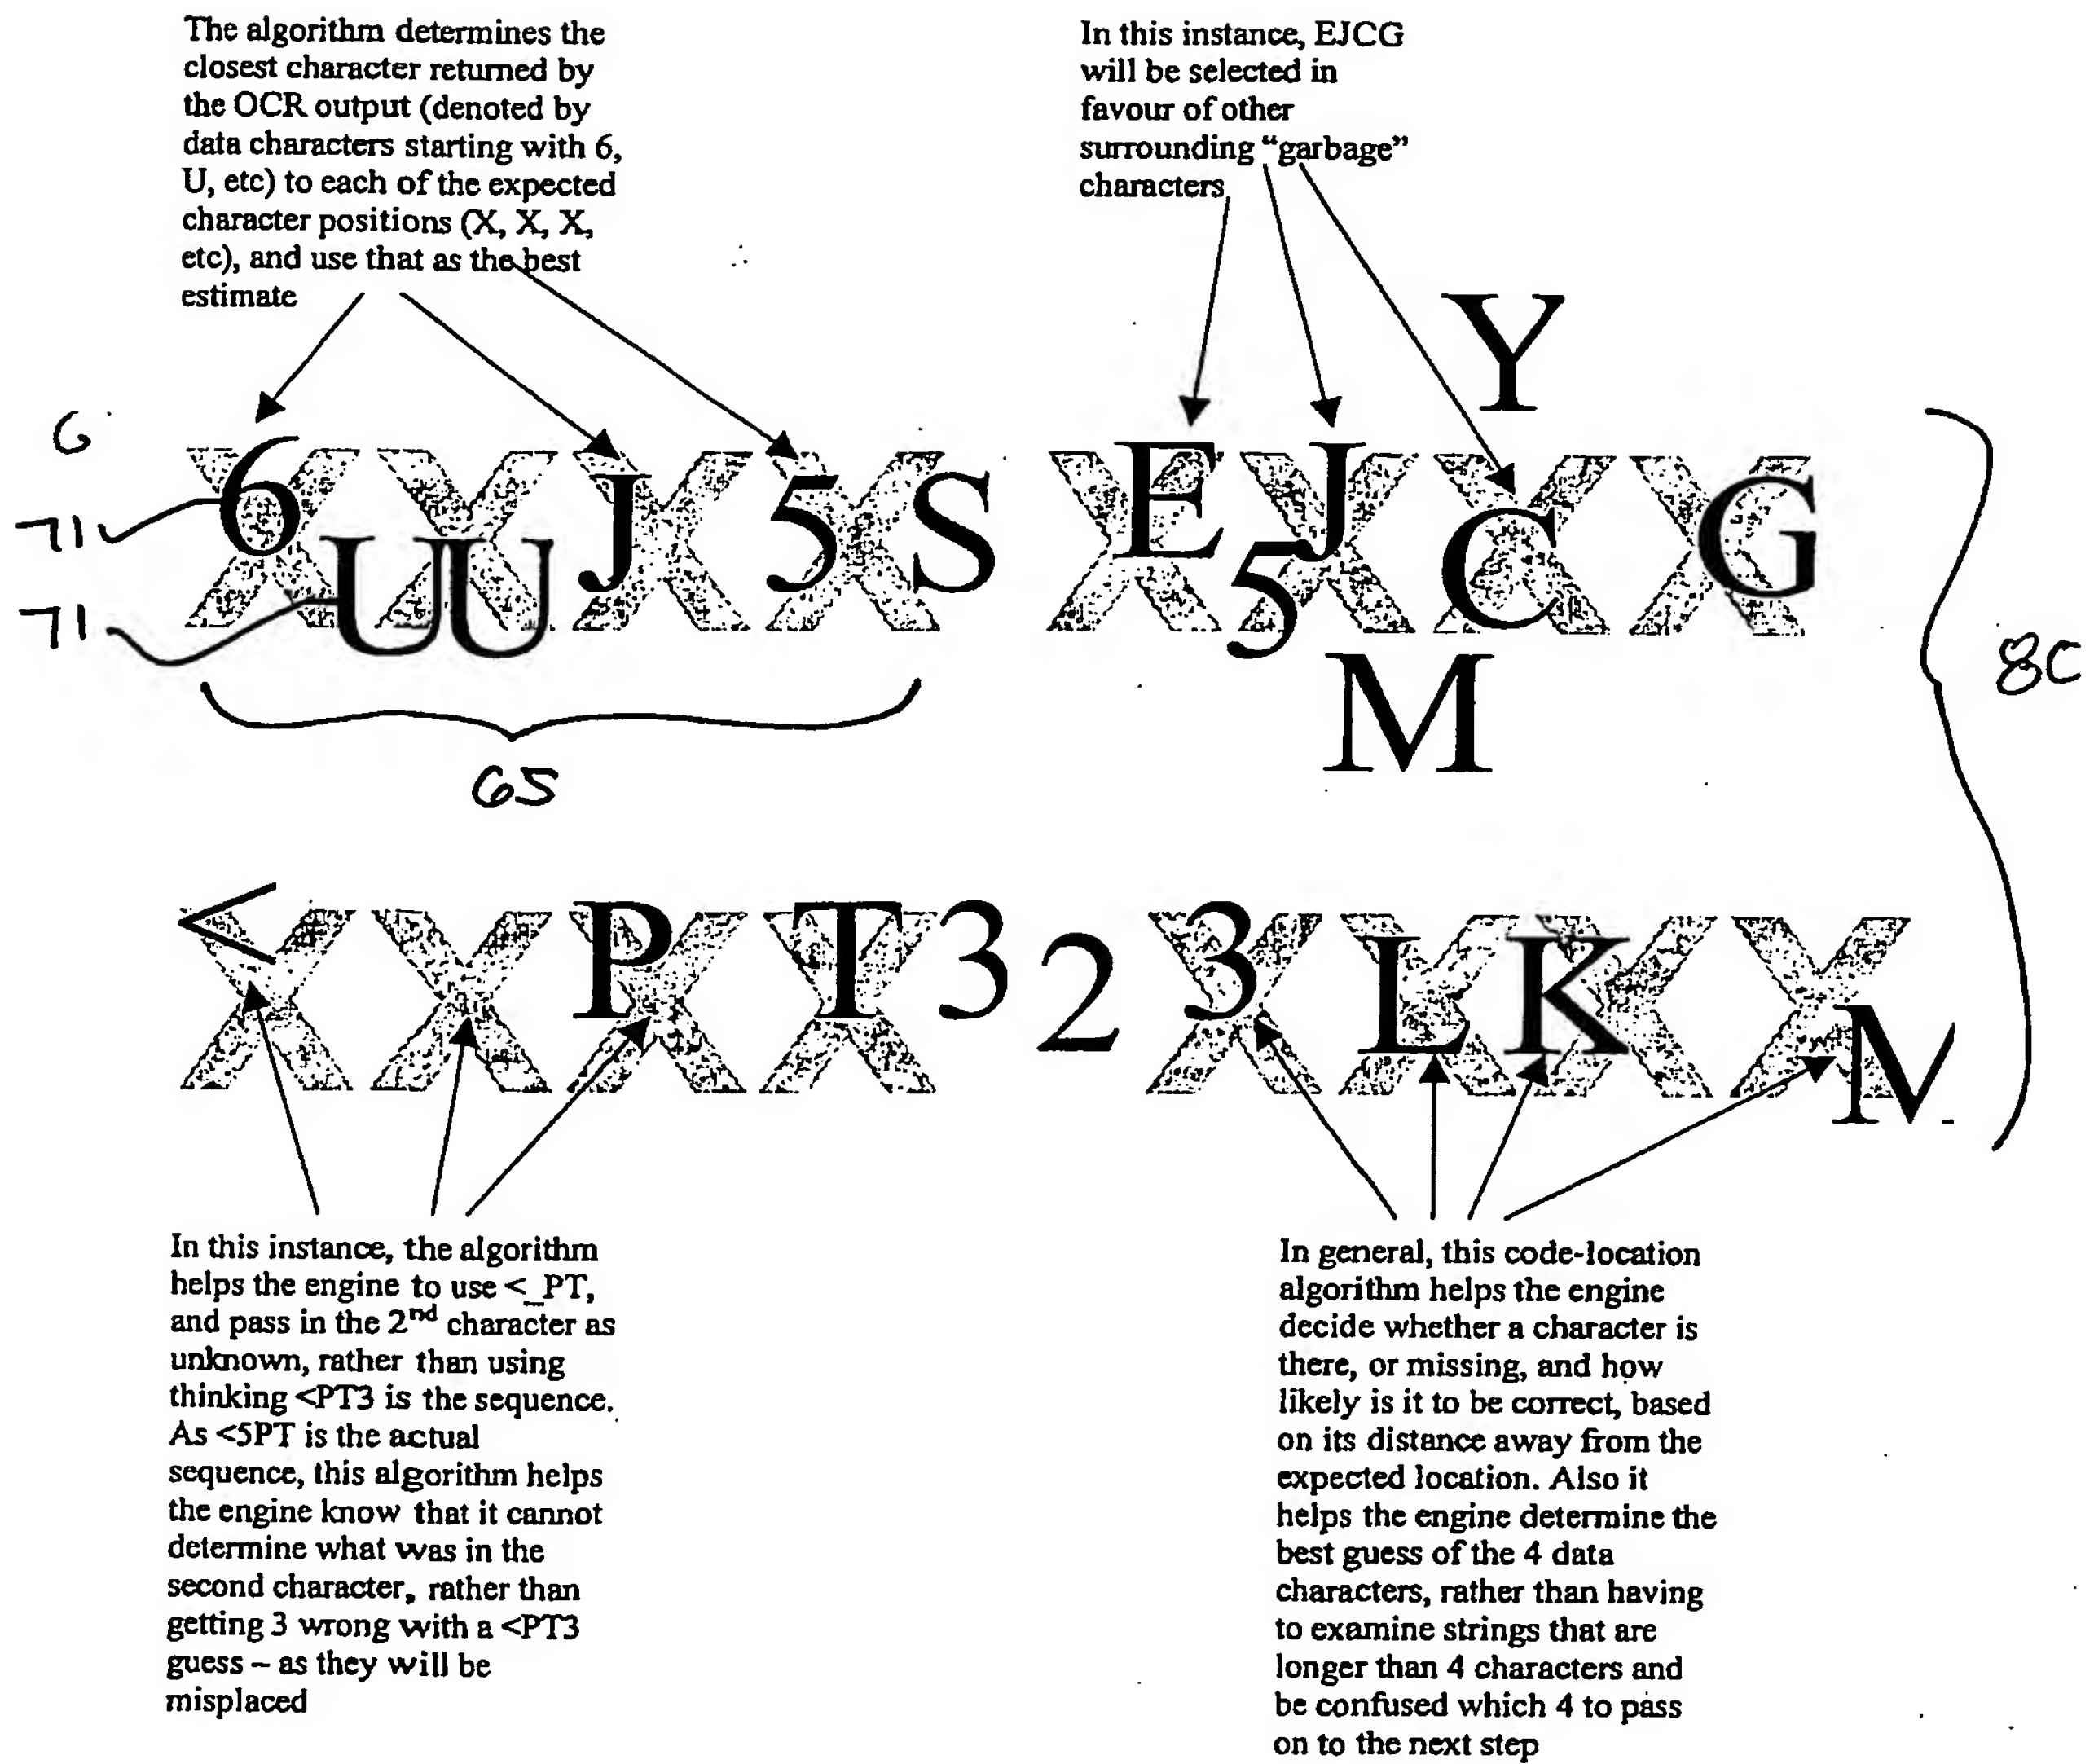 The algorithm determines the
closest character returned by
the OCR output (denoted by
data characters starting with 6,
U, etc) to each of the expected
character positions (X, X, X,
etc), and use that as the best
estimate
In this instance, EJCG
will be selected in
favour of other
surrounding “garbage”
characters
Y
G
6 U U J 5 S E 5 J C G
X X X X X X X X
71
71
M
65
80
< P T 3 2 3 L K M
X X X X X X X X
In this instance, the algorithm
helps the engine to use <_PT,
and pass in the 2nd character as
unknown, rather than using
thinking <PT3 is the sequence.
As <5PT is the actual
sequence, this algorithm helps
the engine know that it cannot
determine what was in the
second character, rather than
getting 3 wrong with a <PT3
guess – as they will be
misplaced
In general, this code-location
algorithm helps the engine
decide whether a character is
there, or missing, and how
likely is it to be correct, based
on its distance away from the
expected location. Also it
helps the engine determine the
best guess of the 4 data
characters, rather than having
to examine strings that are
longer than 4 characters and
be confused which 4 to pass
on to the next step